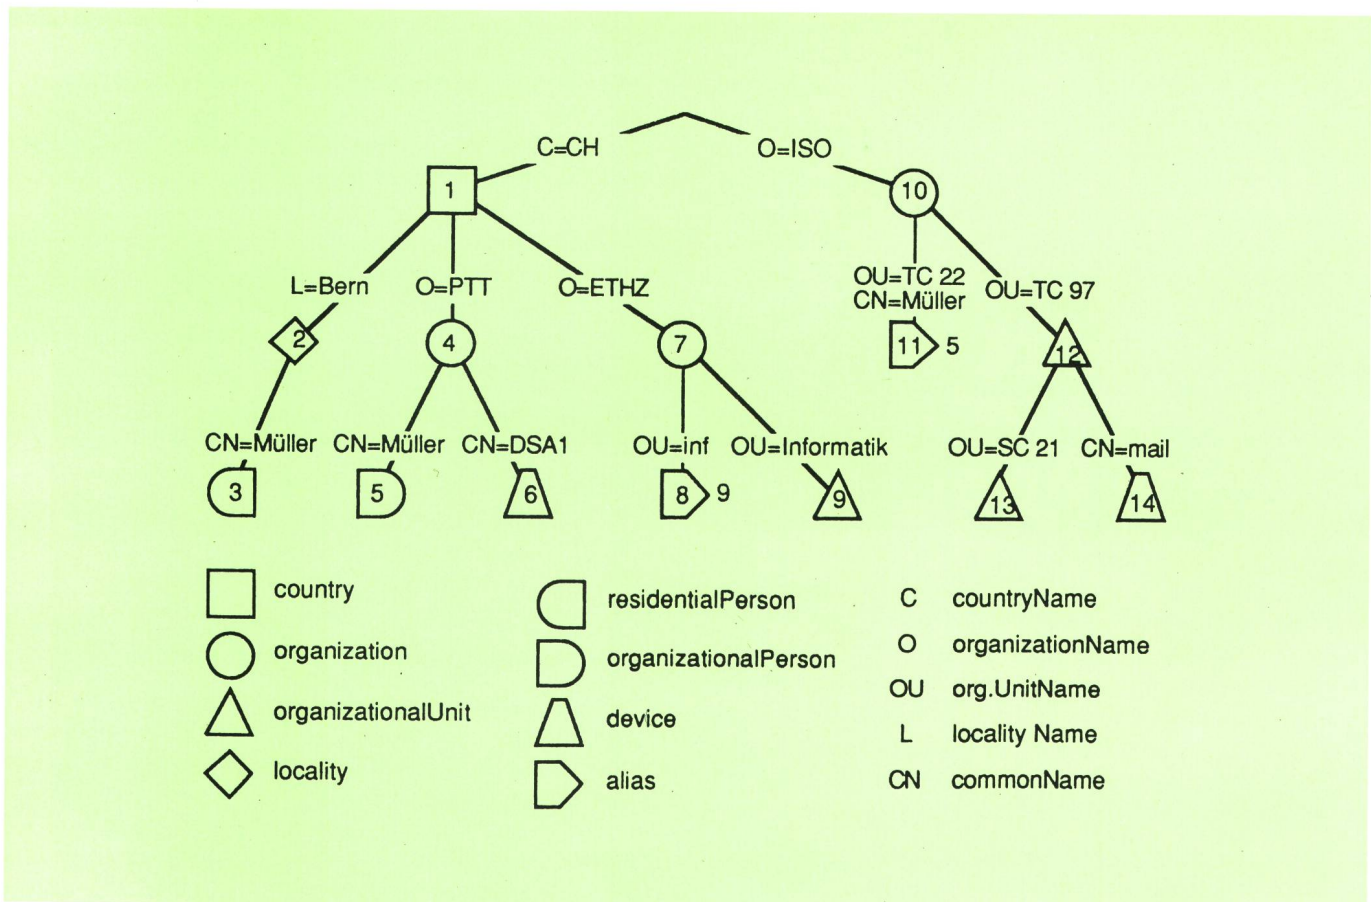 C=CH O=ISO
1 10
L=Bern O=PTT O=ETHZ OU=TC 22 CN=Müller OU=TC 97
2 4 7 11 5 12
CN=Müller CN=Müller CN=DSA1 OU=inf OU=Informatik OU=SC 21 CN=mail
3 5 6 8 9 9 13 14
country
organization
organizationalUnit
locality
residentialPerson
organizationalPerson
device
alias
C countryName
O organizationName
OU org.UnitName
L locality Name
CN commonName